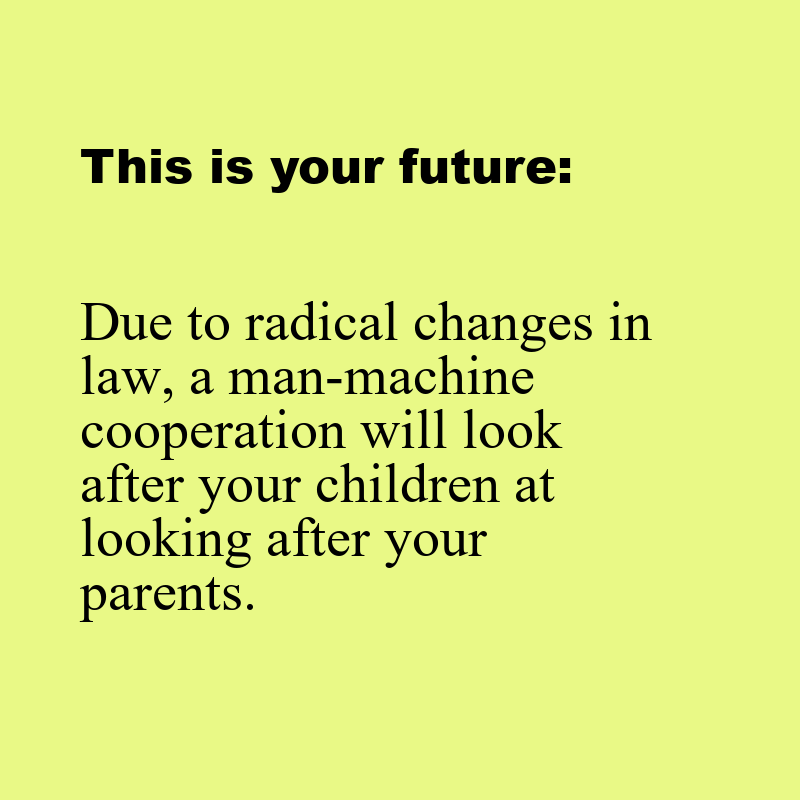 This is your future:
Due to radical changes in
law, a man-machine
cooperation will look
after your children at
looking after your
parents.